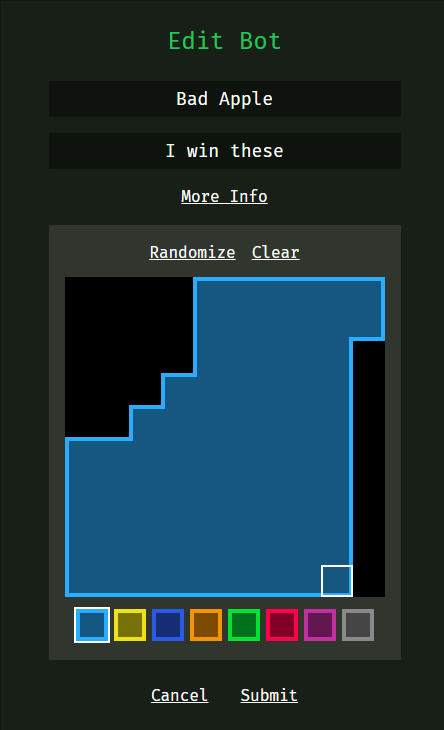 Edit Bot
Bad Apple
I win these
More Info
Randomize Clear
Cancel Submit